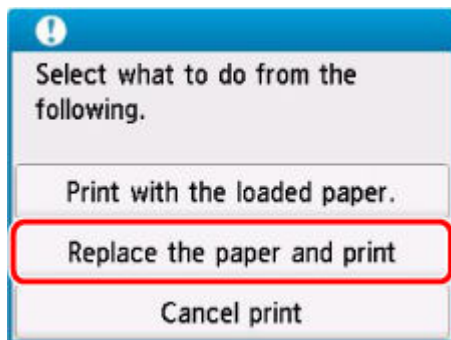 Select what to do from the
following.
Print with the loaded paper.
Replace the paper and print
Cancel print